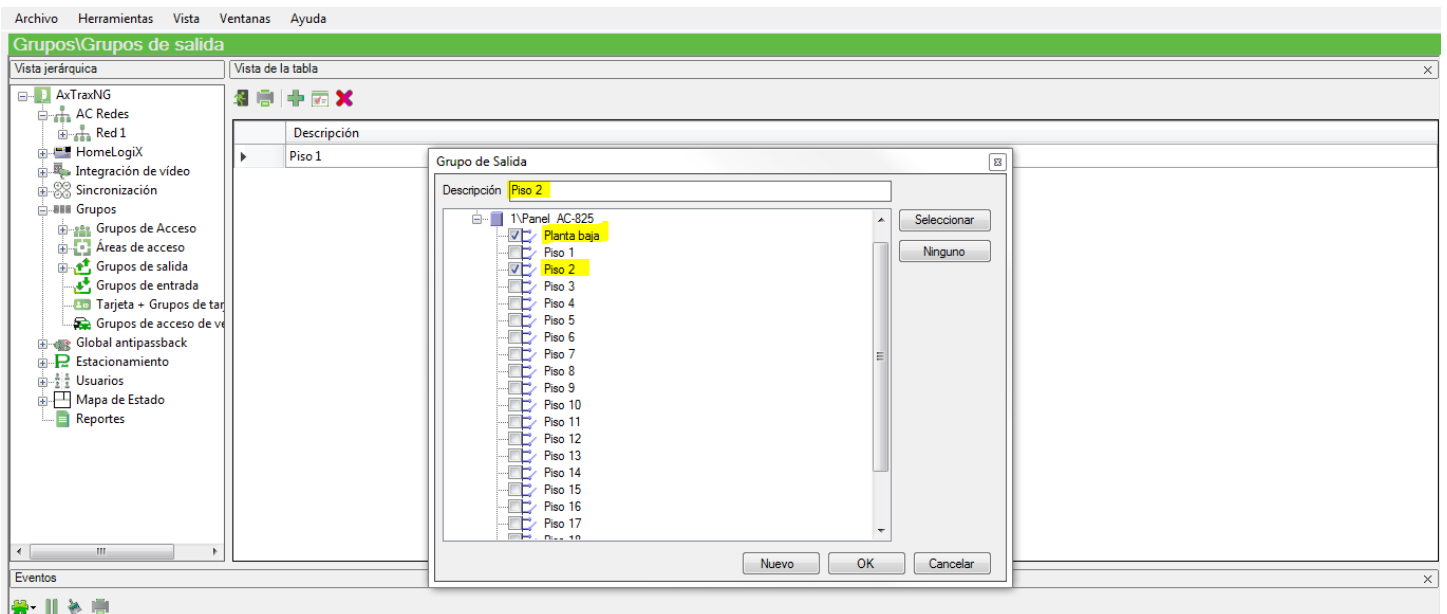 Archivo Herramientas Vista Ventanas Ayuda
Grupos\Grupos de salida
Vista jerárquica
Vista de la tabla
AxTraxNG
AC Redes
Red 1
HomeLogiX
Integración de vídeo
Sincronización
Grupos
Grupos de Acceso
Áreas de acceso
Grupos de salida
Grupos de entrada
Tarjeta + Grupos de tar
Grupos de acceso de ve
Global antipassback
Estacionamiento
Usuarios
Mapa de Estado
Reportes
Descripción
Piso 1
Grupo de Salida
Descripción Piso 2
1\Panel AC-825
Planta baja
Piso 1
Piso 2
Piso 3
Piso 4
Piso 5
Piso 6
Piso 7
Piso 8
Piso 9
Piso 10
Piso 11
Piso 12
Piso 13
Piso 14
Piso 15
Piso 16
Piso 17
Seleccionar
Ninguno
Nuevo OK Cancelar
Eventos